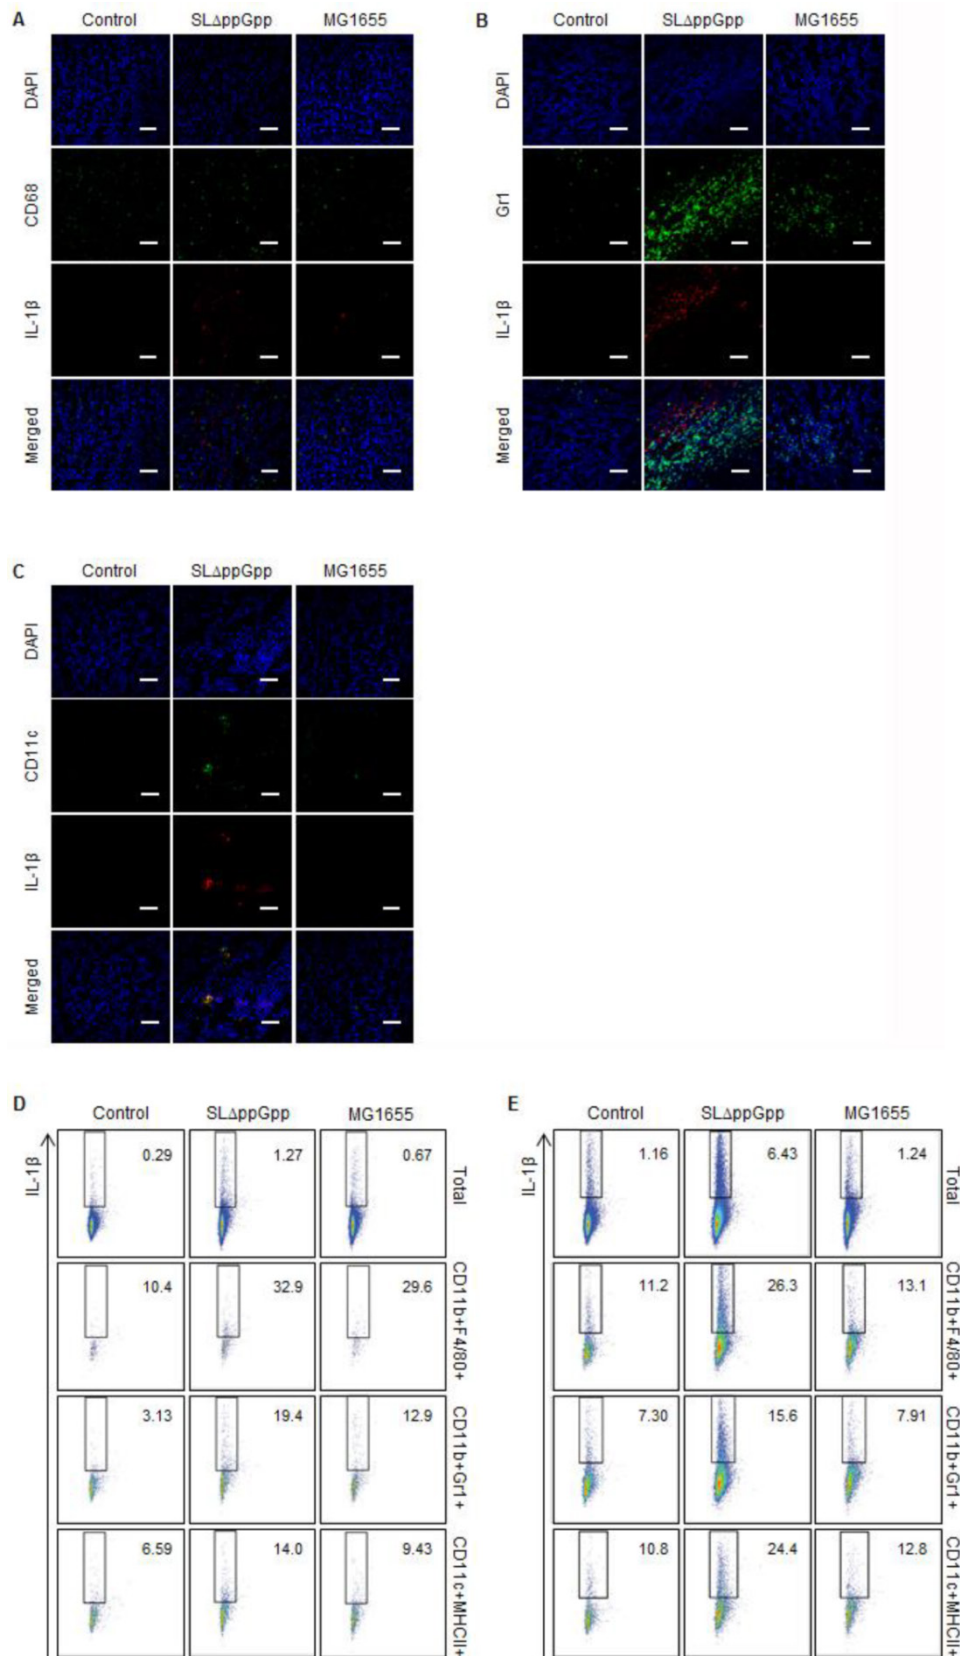 A
Control SLΔppGpp MG1655
DAPI
CD68
IL-1β
Merged
B
Control SLΔppGpp MG1655
DAPI
Gr1
IL-1β
Merged
C
Control SLΔppGpp MG1655
DAPI
CD11c
IL-1β
Merged
D
Control SLΔppGpp MG1655
IL-1β
0.29 1.27 0.67 Total
10.4 32.9 29.6 CD11b+F4/80+
3.13 19.4 12.9 CD11b+Gr1+
6.59 14.0 9.43 CD11c+MHCII+
E
Control SLΔppGpp MG1655
IL-1β
1.16 6.43 1.24 Total
11.2 26.3 13.1 CD11b+F4/80+
7.30 15.6 7.91 CD11b+Gr1+
10.8 24.4 12.8 CD11c+MHCII+